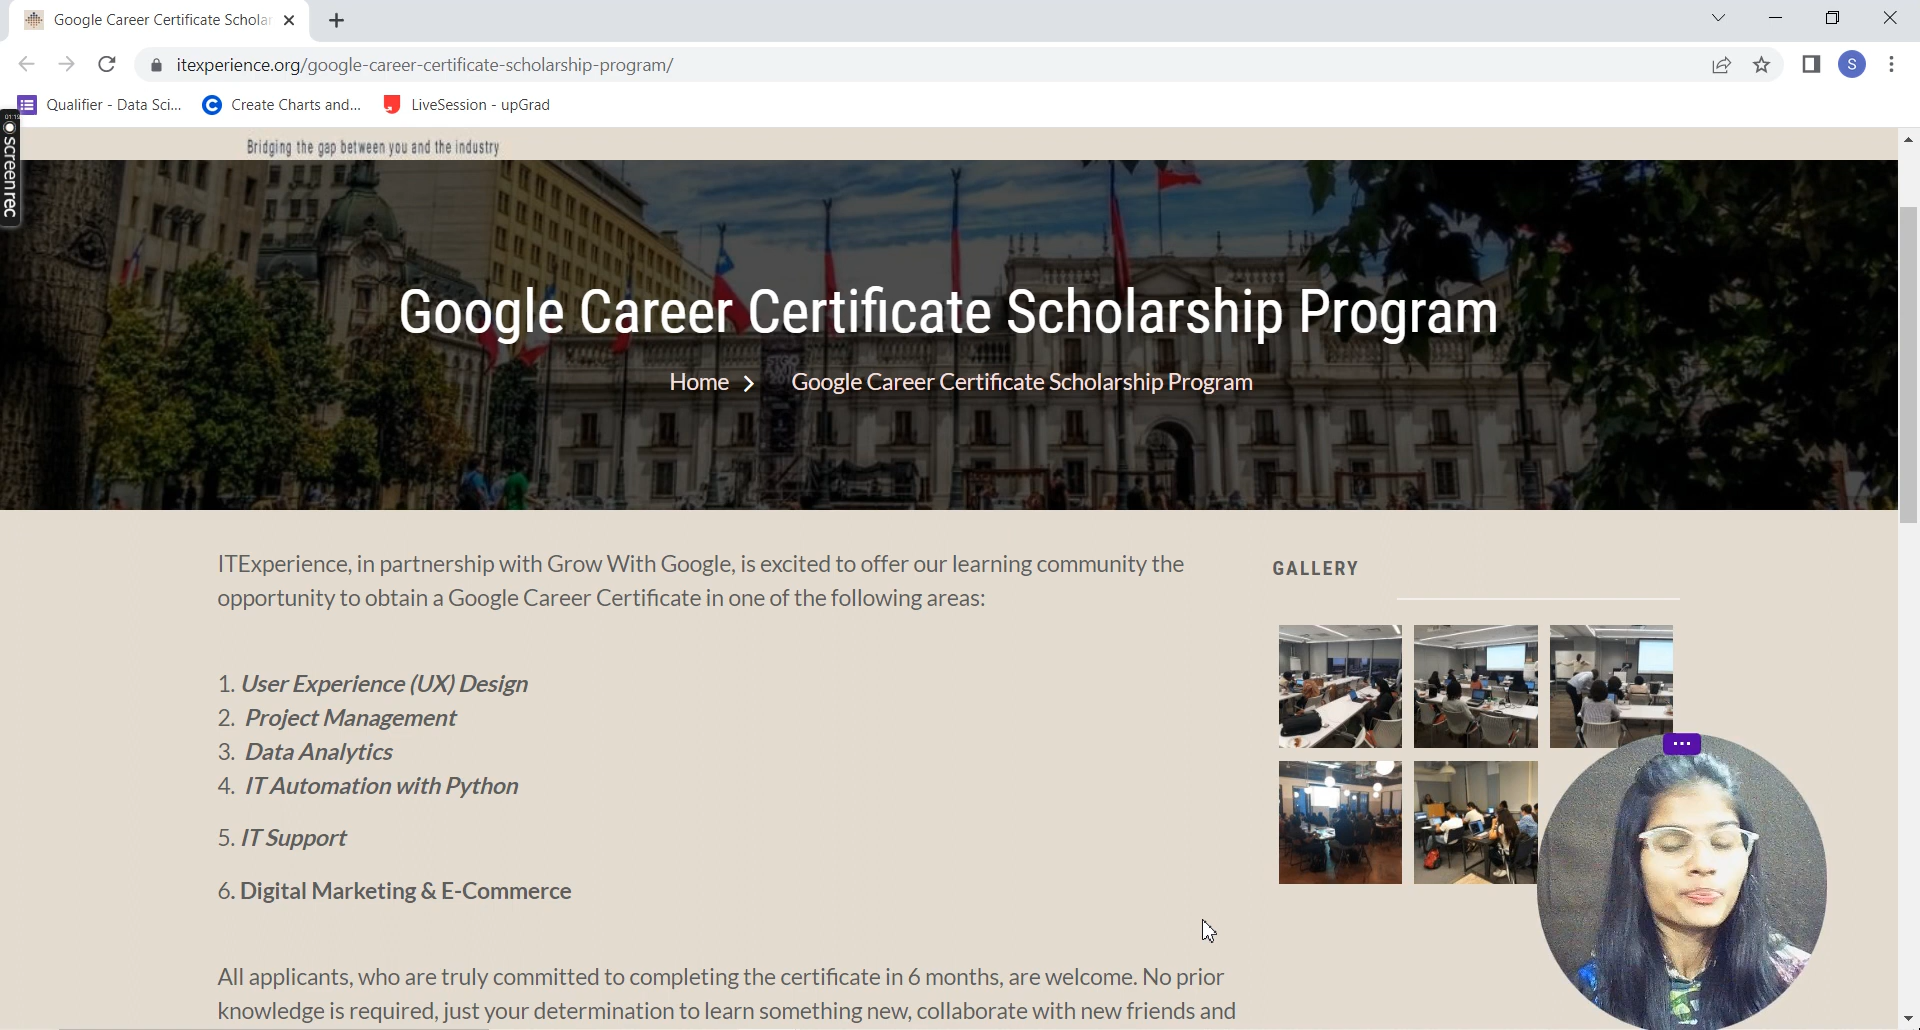 Google Career Certificate Schola
itexperience.org/google-career-certificate-scholarship-program/
S
Qualifier - Data Sci...
Create Charts and...
LiveSession - upGrad
screenrec
Bridging the gap between you and the industry
Google Career Certificate Scholarship Program
Home > Google Career Certificate Scholarship Program
ITExperience, in partnership with Grow With Google, is excited to offer our learning community the
opportunity to obtain a Google Career Certificate in one of the following areas:
GALLERY
1. User Experience (UX) Design
2. Project Management
3. Data Analytics
4. IT Automation with Python
5. IT Support
6. Digital Marketing & E-Commerce
All applicants, who are truly committed to completing the certificate in 6 months, are welcome. No prior
knowledge is required, just your determination to learn something new, collaborate with new friends and